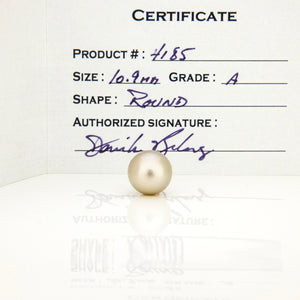 CERTIFICATE
PRODUCT #: 4185
SIZE: 10.9mm GRADE: A
SHAPE: ROUND
AUTHORIZED SIGNATURE: